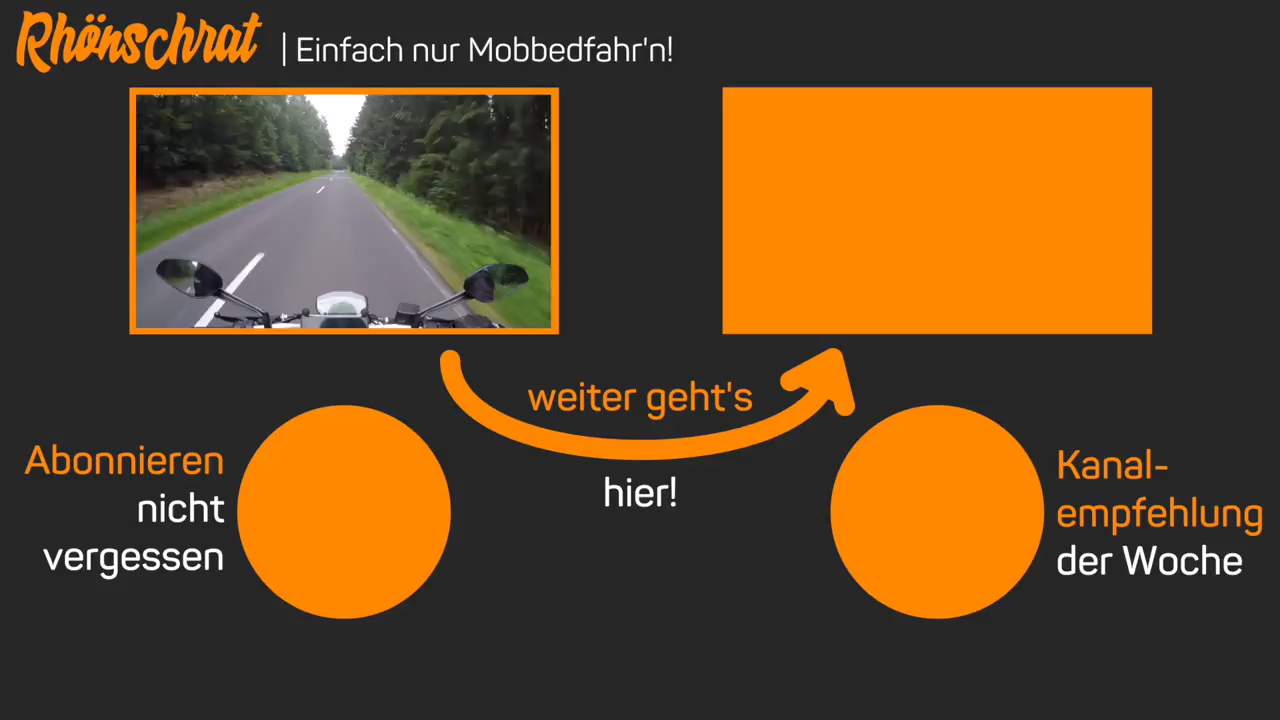 Rhönschrat | Einfach nur Mobbedfahr'n!
weiter geht's
hier!
Abonnieren
nicht
vergessen
Kanal-
empfehlung
der Woche